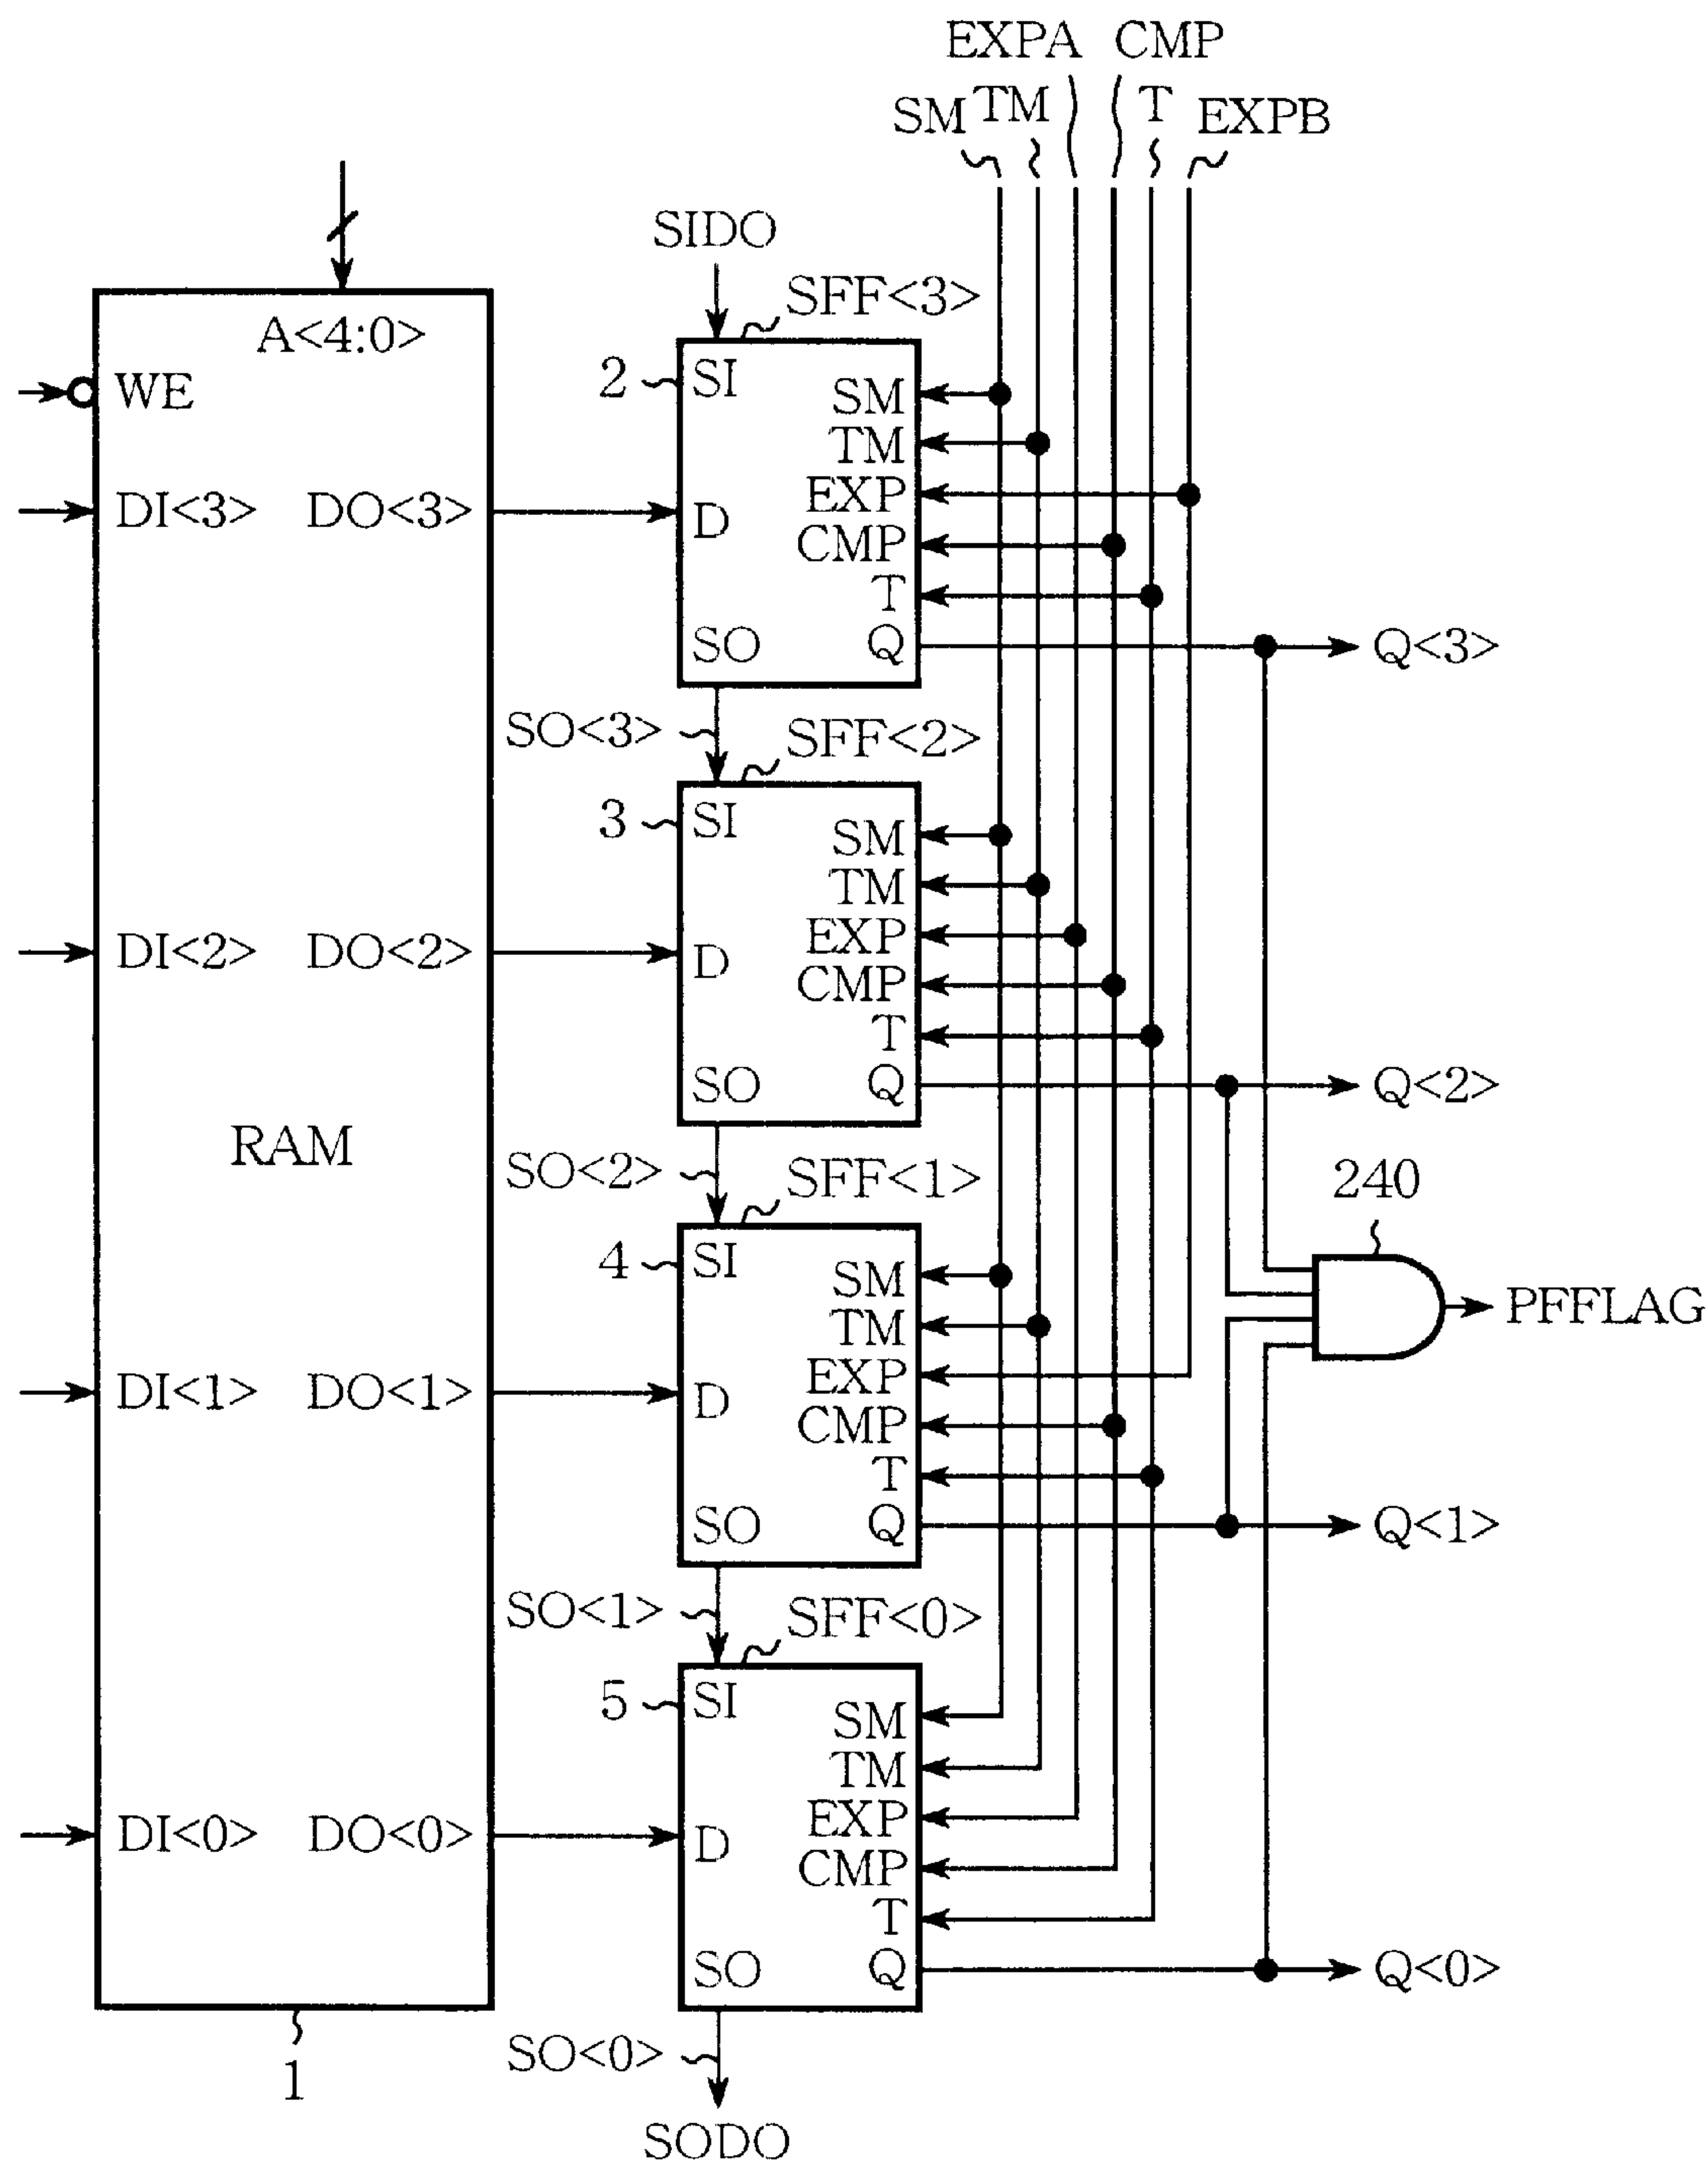 EXPA CMP
SM TM T EXPB
SIDO
SFF<3>
A<4:0>
2 SI
WE
SM
TM
EXP
DI<3> DO<3> D
CMP
T
SO Q Q<3>
SO<3> SFF<2>
3 SI
SM
TM
EXP
DI<2> DO<2> D
CMP
T
SO Q Q<2>
RAM
SO<2> SFF<1> 240
4 SI
SM
PFFLAG
TM
EXP
DI<1> DO<1> D
CMP
T
SO Q Q<1>
SO<1> SFF<0>
5 SI
SM
TM
EXP
DI<0> DO<0> D
CMP
T
SO Q Q<0>
SO<0>
1
SODO